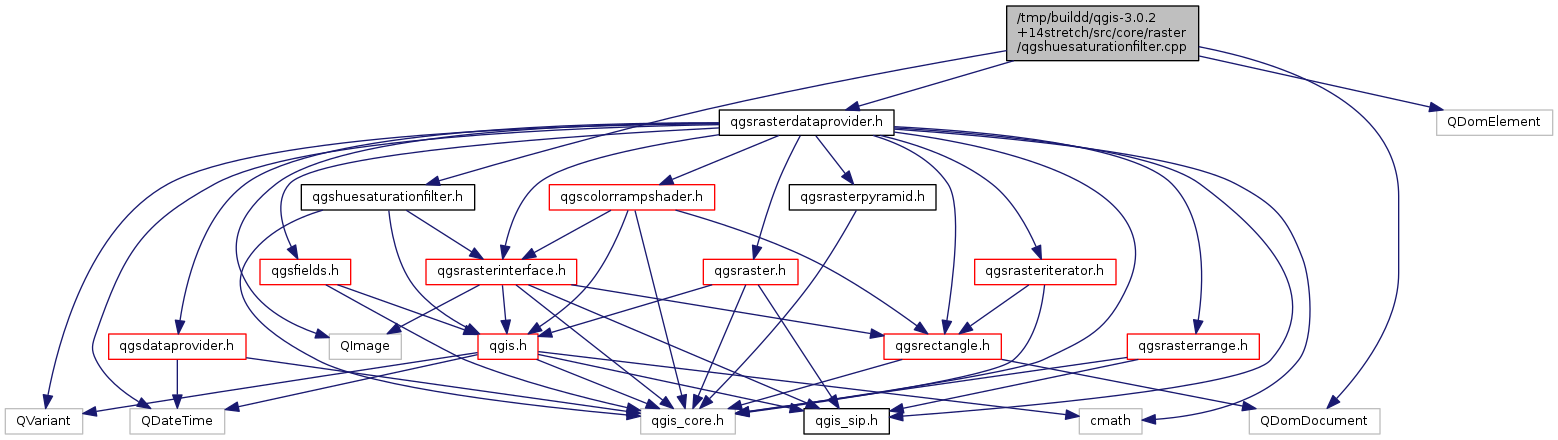 /tmp/buildd/qgis-3.0.2
+14stretch/src/core/raster
/qgshuesaturationfilter.cpp
qgsrasterdataprovider.h
QDomElement
qgshuesaturationfilter.h
qgscolorrampshader.h
qgsrasterpyramid.h
qgsfields.h
qgsrasterinterface.h
qgsraster.h
qgsrasteriterator.h
qgsdataprovider.h
QImage
qgis.h
qgsrectangle.h
qgsrasterrange.h
QVariant
QDateTime
qgis_core.h
qgis_sip.h
cmath
QDomDocument